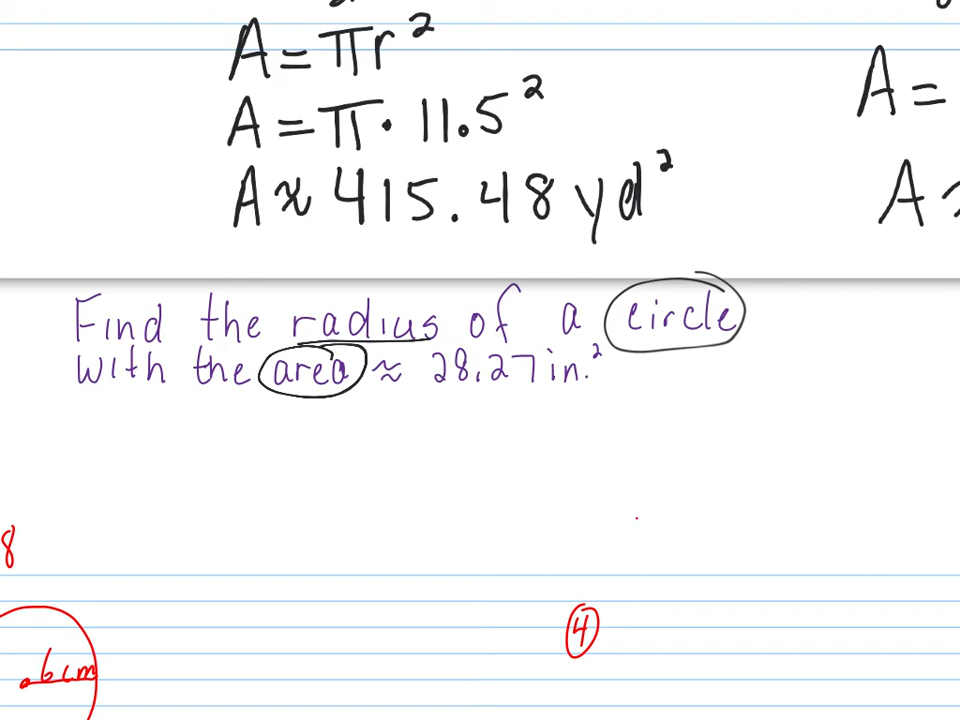 A = πr²
A = π · 11.5²
A ≈ 415.48 yd²
A =
A ≈
Find the radius of a circle
with the area ≈ 28.27 in.²
8
.6cm
4